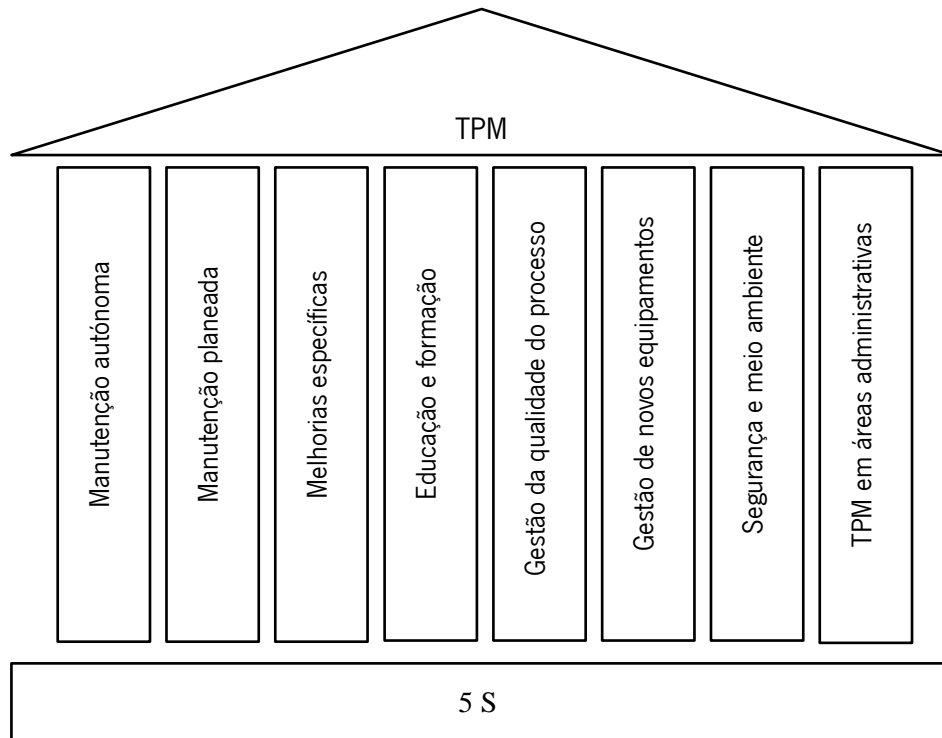 TPM
Manutenção autónoma
Manutenção planeada
Melhorias específicas
Educação e formação
Gestão da qualidade do processo
Gestão de novos equipamentos
Segurança e meio ambiente
TPM em áreas administrativas
5 S